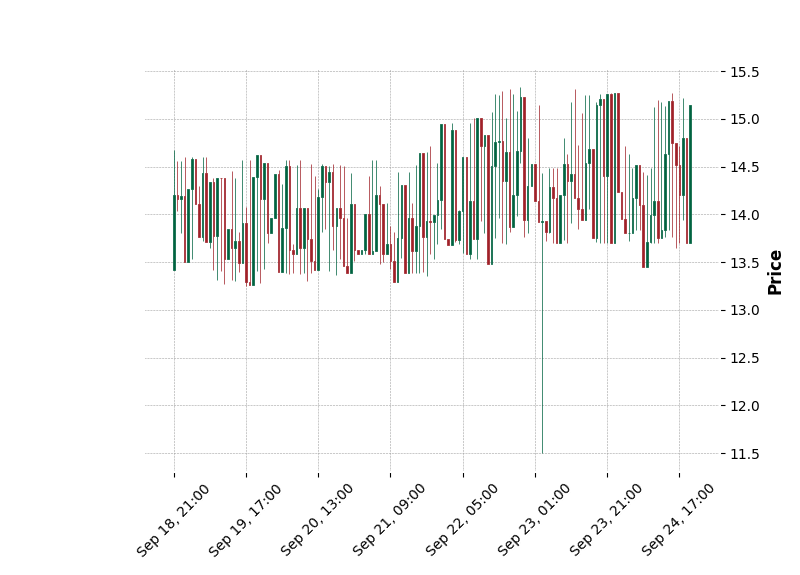 15.5
15.0
14.5
14.0
13.5
13.0
12.5
12.0
11.5
Price
Sep 18, 21:00
Sep 19, 17:00
Sep 20, 13:00
Sep 21, 09:00
Sep 22, 05:00
Sep 23, 01:00
Sep 23, 21:00
Sep 24, 17:00